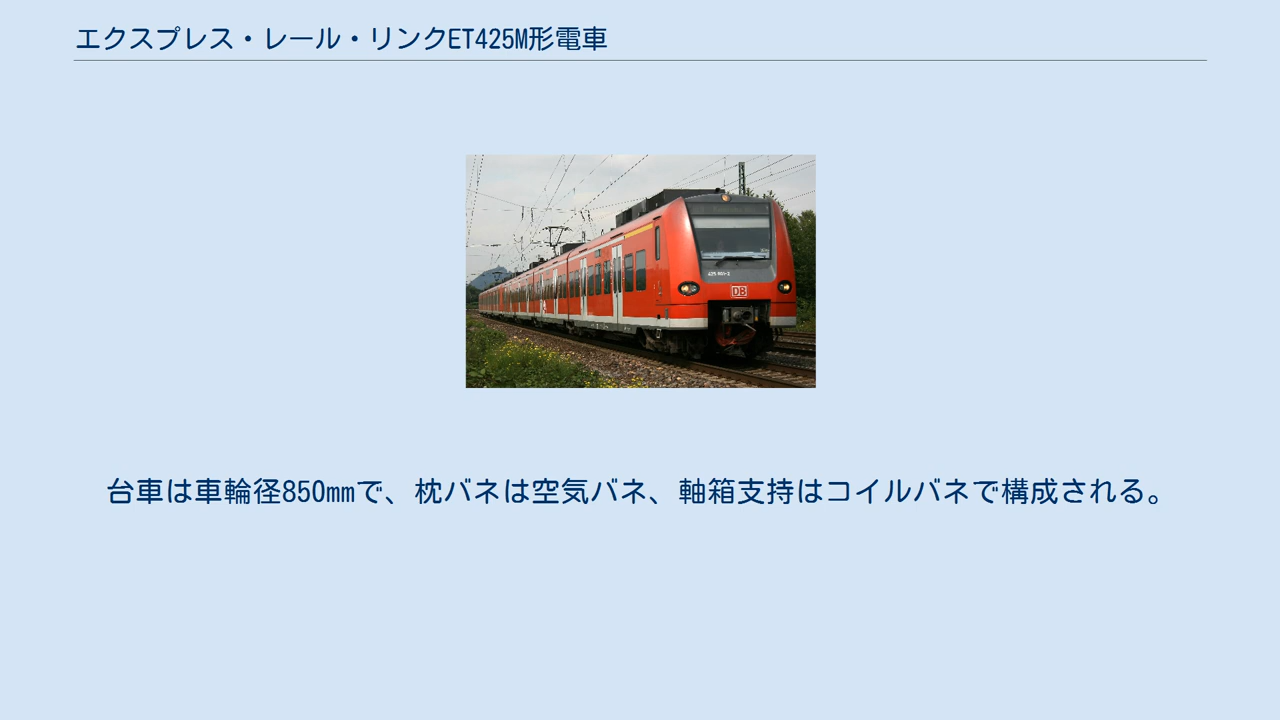 エクスプレス・レール・リンクET425M形電車
DB
台車は車輪径850mmで、枕バネは空気バネ、軸箱支持はコイルバネで構成される。